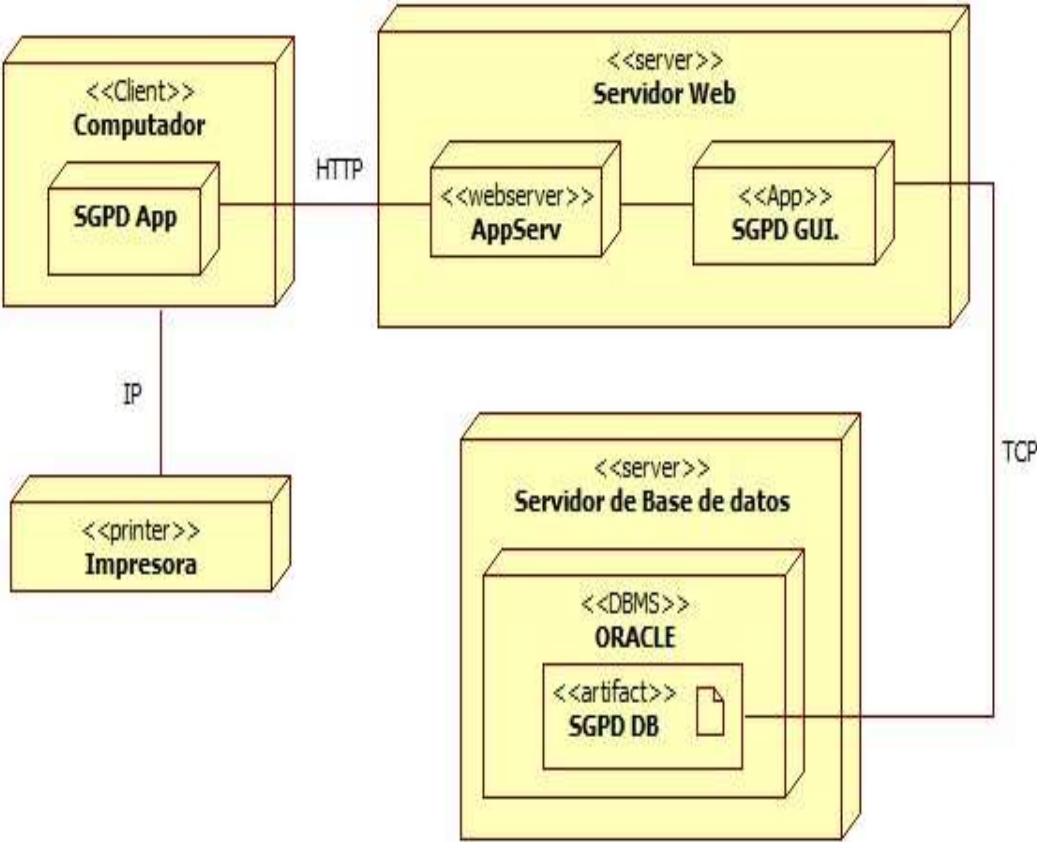 <<Client>>
Computador
SGPD App
HTTP
<<server>>
Servidor Web
<<webserver>>
AppServ
<<App>>
SGPD GUI.
IP
<<printer>>
Impresora
TCP
<<server>>
Servidor de Base de datos
<<DBMS>>
ORACLE
<<artifact>>
SGPD DB